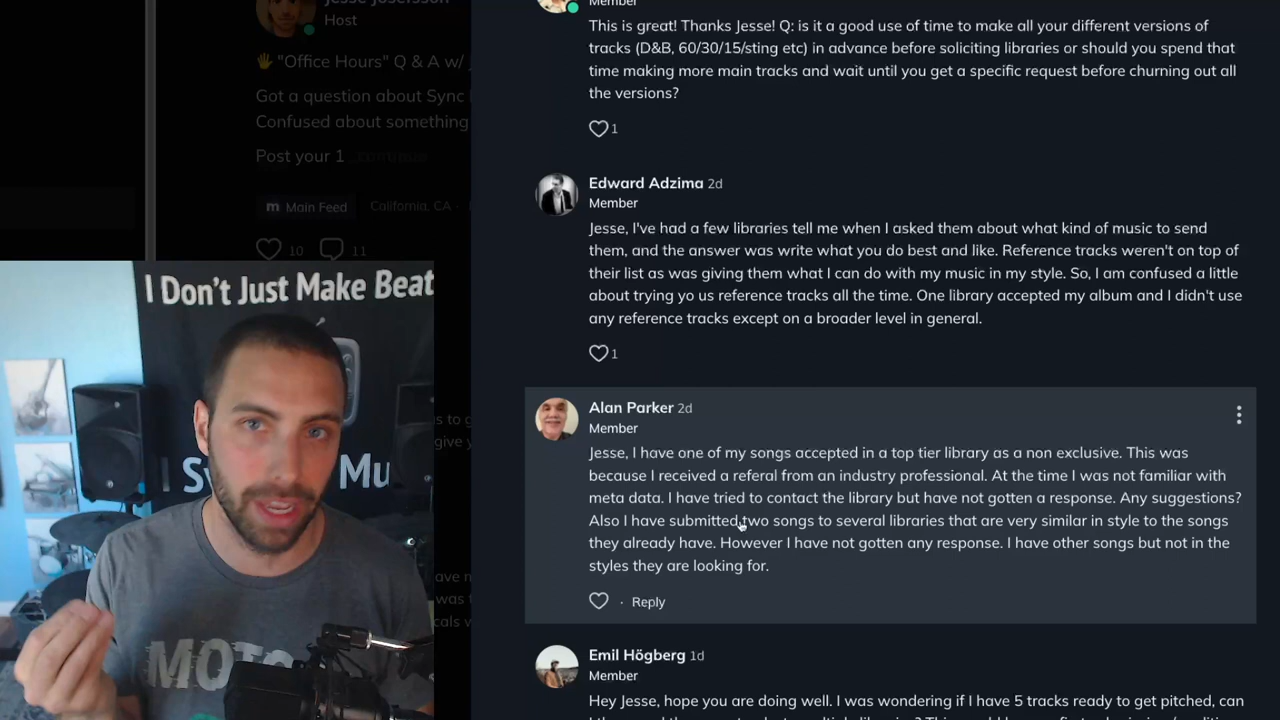 Host
"Office Hours" Q & A w/
Got a question about Sync
Confused about something
Post your 1 ...continue
m Main Feed
California, CA
10
11
I Don't Just Make Beat
Member
This is great! Thanks Jesse! Q: is it a good use of time to make all your different versions of
tracks (D&B, 60/30/15/sting etc) in advance before soliciting libraries or should you spend that
time making more main tracks and wait until you get a specific request before churning out all
the versions?
1
Edward Adzima 2d
Member
Jesse, I've had a few libraries tell me when I asked them about what kind of music to send
them, and the answer was write what you do best and like. Reference tracks weren't on top of
their list as was giving them what I can do with my music in my style. So, I am confused a little
about trying yo us reference tracks all the time. One library accepted my album and I didn't use
any reference tracks except on a broader level in general.
1
Alan Parker 2d
Member
Jesse, I have one of my songs accepted in a top tier library as a non exclusive. This was
because I received a referal from an industry professional. At the time I was not familiar with
meta data. I have tried to contact the library but have not gotten a response. Any suggestions?
Also I have submitted two songs to several libraries that are very similar in style to the songs
they already have. However I have not gotten any response. I have other songs but not in the
styles they are looking for.
Reply
Emil Högberg 1d
Member
Hey Jesse, hope you are doing well. I was wondering if I have 5 tracks ready to get pitched, can